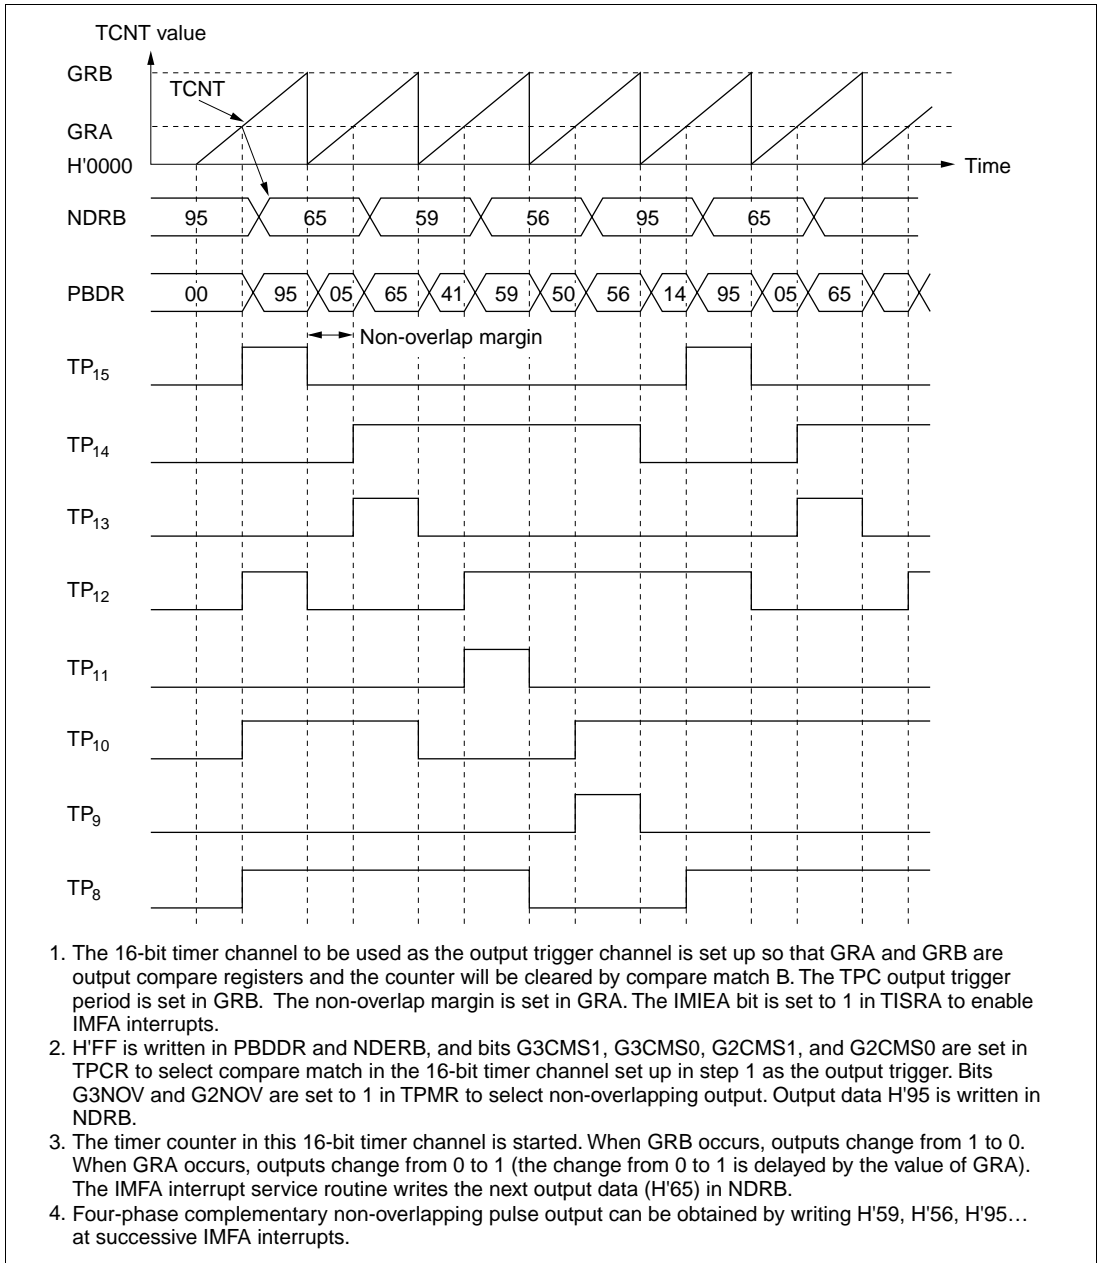 TCNT value
GRB
TCNT
GRA
H'0000
Time
NDRB 95 65 59 56 95 65
PBDR 00 95 05 65 41 59 50 56 14 95 05 65
Non-overlap margin
TP15
TP14
TP13
TP12
TP11
TP10
TP9
TP8
1. The 16-bit timer channel to be used as the output trigger channel is set up so that GRA and GRB are
output compare registers and the counter will be cleared by compare match B. The TPC output trigger
period is set in GRB. The non-overlap margin is set in GRA. The IMIEA bit is set to 1 in TISRA to enable
IMFA interrupts.
2. H'FF is written in PBDDR and NDERB, and bits G3CMS1, G3CMS0, G2CMS1, and G2CMS0 are set in
TPCR to select compare match in the 16-bit timer channel set up in step 1 as the output trigger. Bits
G3NOV and G2NOV are set to 1 in TPMR to select non-overlapping output. Output data H'95 is written in
NDRB.
3. The timer counter in this 16-bit timer channel is started. When GRB occurs, outputs change from 1 to 0.
When GRA occurs, outputs change from 0 to 1 (the change from 0 to 1 is delayed by the value of GRA).
The IMFA interrupt service routine writes the next output data (H'65) in NDRB.
4. Four-phase complementary non-overlapping pulse output can be obtained by writing H'59, H'56, H'95…
at successive IMFA interrupts.